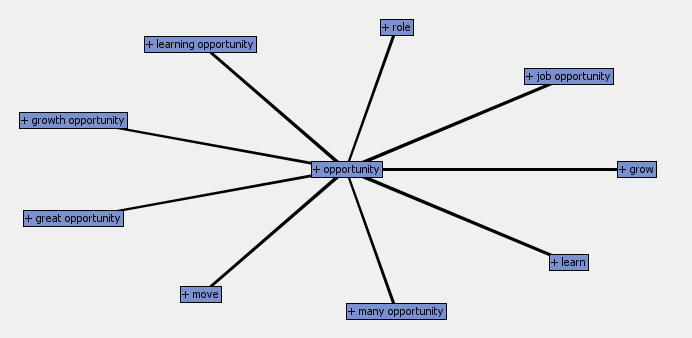 + role
+ learning opportunity
+ job opportunity
+ growth opportunity
+ opportunity
+ grow
+ great opportunity
+ learn
+ move
+ many opportunity